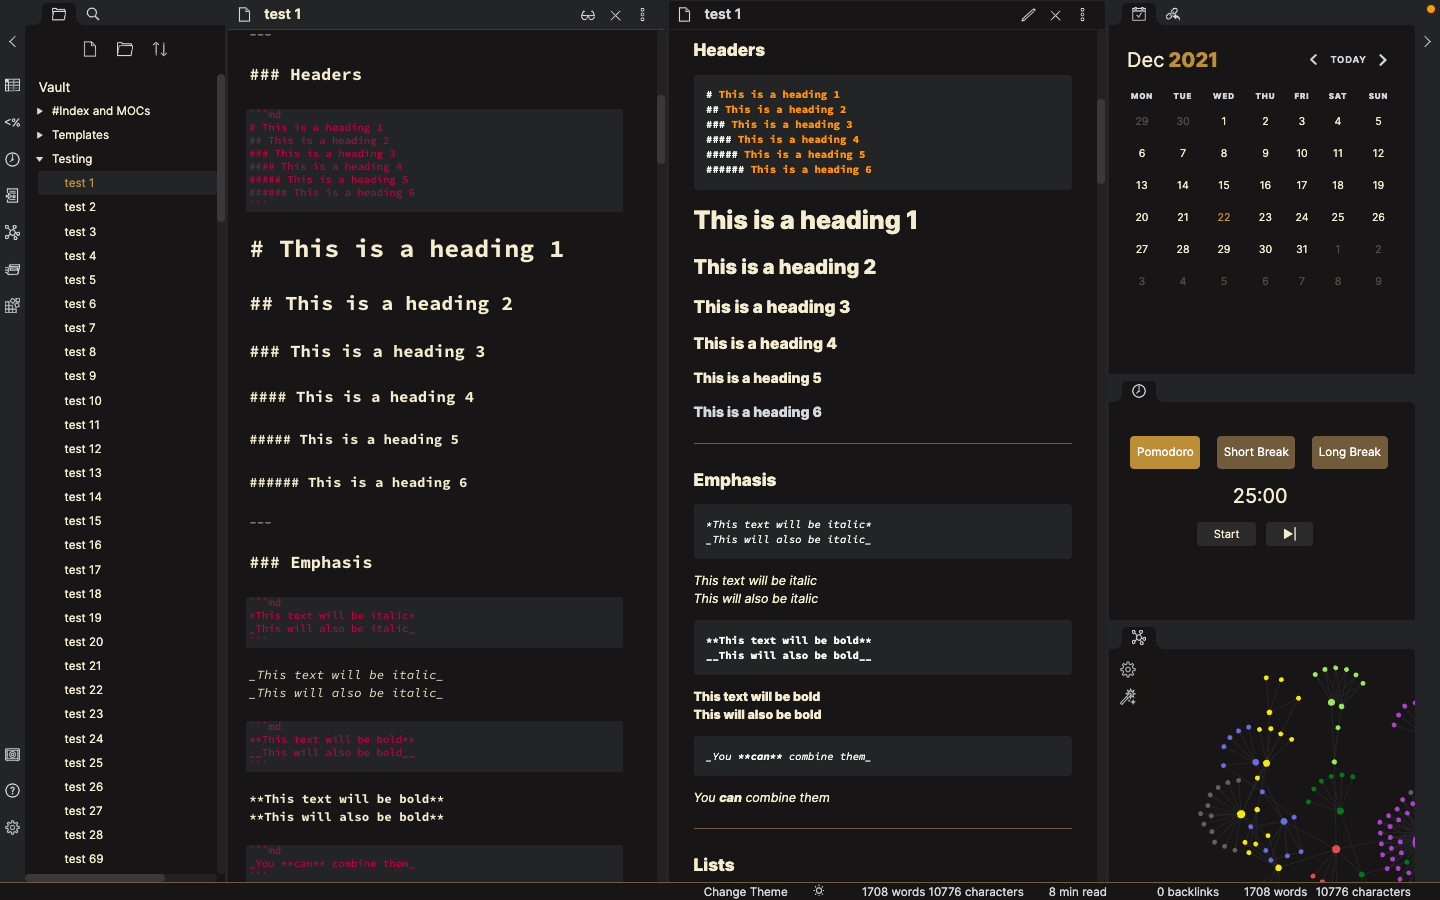 Vault
#Index and MOCs
Templates
Testing
test 1
test 2
test 3
test 4
test 5
test 6
test 7
test 8
test 9
test 10
test 11
test 12
test 13
test 14
test 15
test 16
test 17
test 18
test 19
test 20
test 21
test 22
test 23
test 24
test 25
test 26
test 27
test 28
test 69
<%
test 1
---
### Headers
```md
# This is a heading 1
## This is a heading 2
### This is a heading 3
#### This is a heading 4
##### This is a heading 5
###### This is a heading 6
```
# This is a heading 1
## This is a heading 2
### This is a heading 3
#### This is a heading 4
##### This is a heading 5
###### This is a heading 6
---
### Emphasis
```md
*This text will be italic*
_This will also be italic_
```
_This text will be italic_
_This will also be italic_
```md
**This text will be bold**
__This will also be bold__
```
**This text will be bold**
**This will also be bold**
```md
_You **can** combine them_
```
test 1
Headers
# This is a heading 1
## This is a heading 2
### This is a heading 3
#### This is a heading 4
##### This is a heading 5
###### This is a heading 6
This is a heading 1
This is a heading 2
This is a heading 3
This is a heading 4
This is a heading 5
This is a heading 6
Emphasis
*This text will be italic*
_This will also be italic_
This text will be italic
This will also be italic
**This text will be bold**
__This will also be bold__
This text will be bold
This will also be bold
_You **can** combine them_
You can combine them
Lists
Dec 2021 TODAY
MON TUE WED THU FRI SAT SUN
29 30 1 2 3 4 5
6 7 8 9 10 11 12
13 14 15 16 17 18 19
20 21 22 23 24 25 26
27 28 29 30 31 1 2
3 4 5 6 7 8 9
Pomodoro Short Break Long Break
25:00
Start
Change Theme 1708 words 10776 characters 8 min read 0 backlinks 1708 words 10776 characters